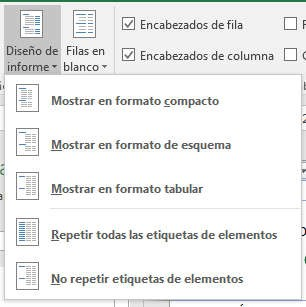 Diseño de informe
Filas en blanco
Encabezados de fila
Encabezados de columna
Mostrar en formato compacto
Mostrar en formato de esquema
Mostrar en formato tabular
Repetir todas las etiquetas de elementos
No repetir etiquetas de elementos